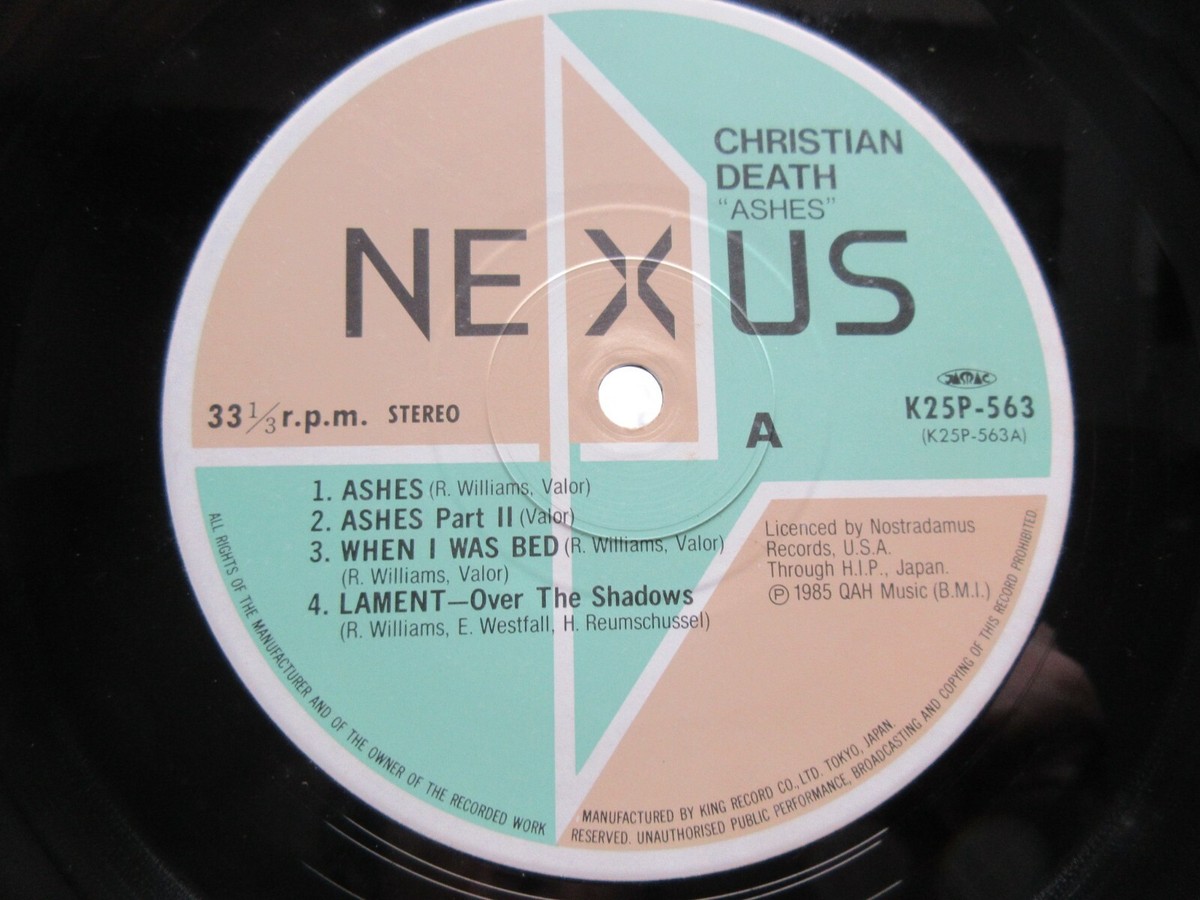 CHRISTIAN
DEATH
"ASHES"
NEXUS
33 1/3 r.p.m. STEREO
A
JASRAC
K25P-563
(K25P-563A)
1. ASHES (R. Williams, Valor)
2. ASHES Part II (Valor)
3. WHEN I WAS BED (R. Williams, Valor)
(R. Williams, Valor)
4. LAMENT—Over The Shadows
(R. Williams, E. Westfall, H. Reumschussel)
Licenced by Nostradamus
Records, U.S.A.
Through H.I.P., Japan.
Ⓟ 1985 QAH Music (B.M.I.)
MANUFACTURED BY KING RECORD CO., LTD. TOKYO, JAPAN.
ALL RIGHTS OF THE MANUFACTURER AND OF THE OWNER OF THE RECORDED WORK RESERVED. UNAUTHORISED PUBLIC PERFORMANCE, BROADCASTING AND COPYING OF THIS RECORD PROHIBITED.